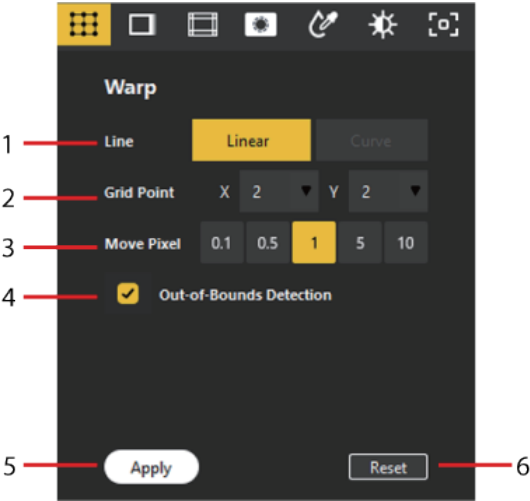 Warp
1 Line Linear Curve
2 Grid Point X 2 Y 2
3 Move Pixel 0.1 0.5 1 5 10
4 Out-of-Bounds Detection
5 Apply Reset 6